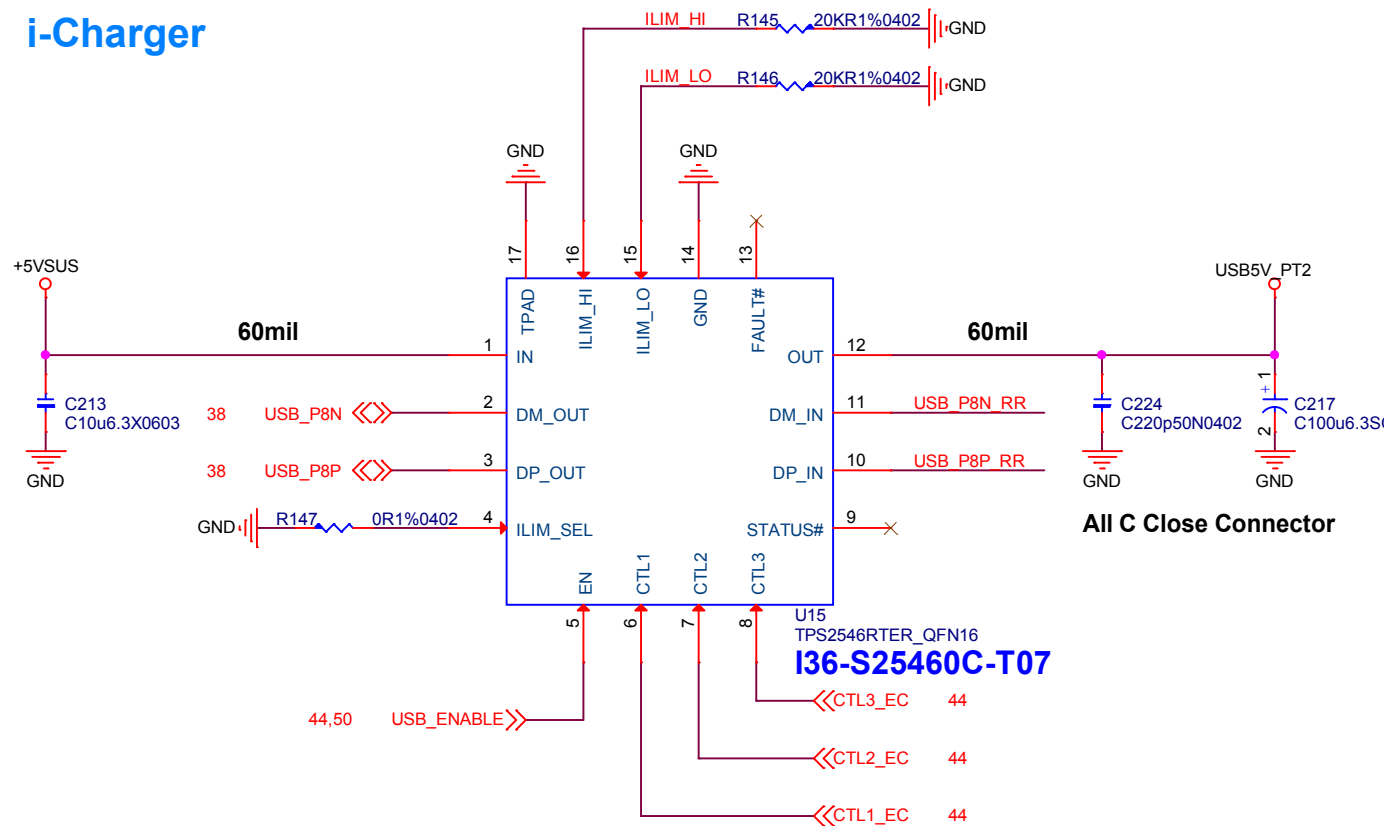 i-Charger
ILIM_HI R145 20KR1%0402 GND
ILIM_LO R146 20KR1%0402 GND
GND GND
17 16 15 14 13
+5VSUS USB5V_PT2
TPAD ILIM_HI ILIM_LO GND FAULT#
60mil 1 IN OUT 12 60mil
C213
C10u6.3X0603
GND
38 USB_P8N 2 DM_OUT DM_IN 11 USB_P8N_RR
38 USB_P8P 3 DP_OUT DP_IN 10 USB_P8P_RR
C224
C220p50N0402
GND
1
+
2
C217
GND
GND R147 0R1%0402 4 ILIM_SEL STATUS# 9
All C Close Connector
EN CTL1 CTL2 CTL3
5 6 7 8
U15
TPS2546RTER_QFN16
I36-S25460C-T07
CTL3_EC 44
44,50 USB_ENABLE
CTL2_EC 44
CTL1_EC 44